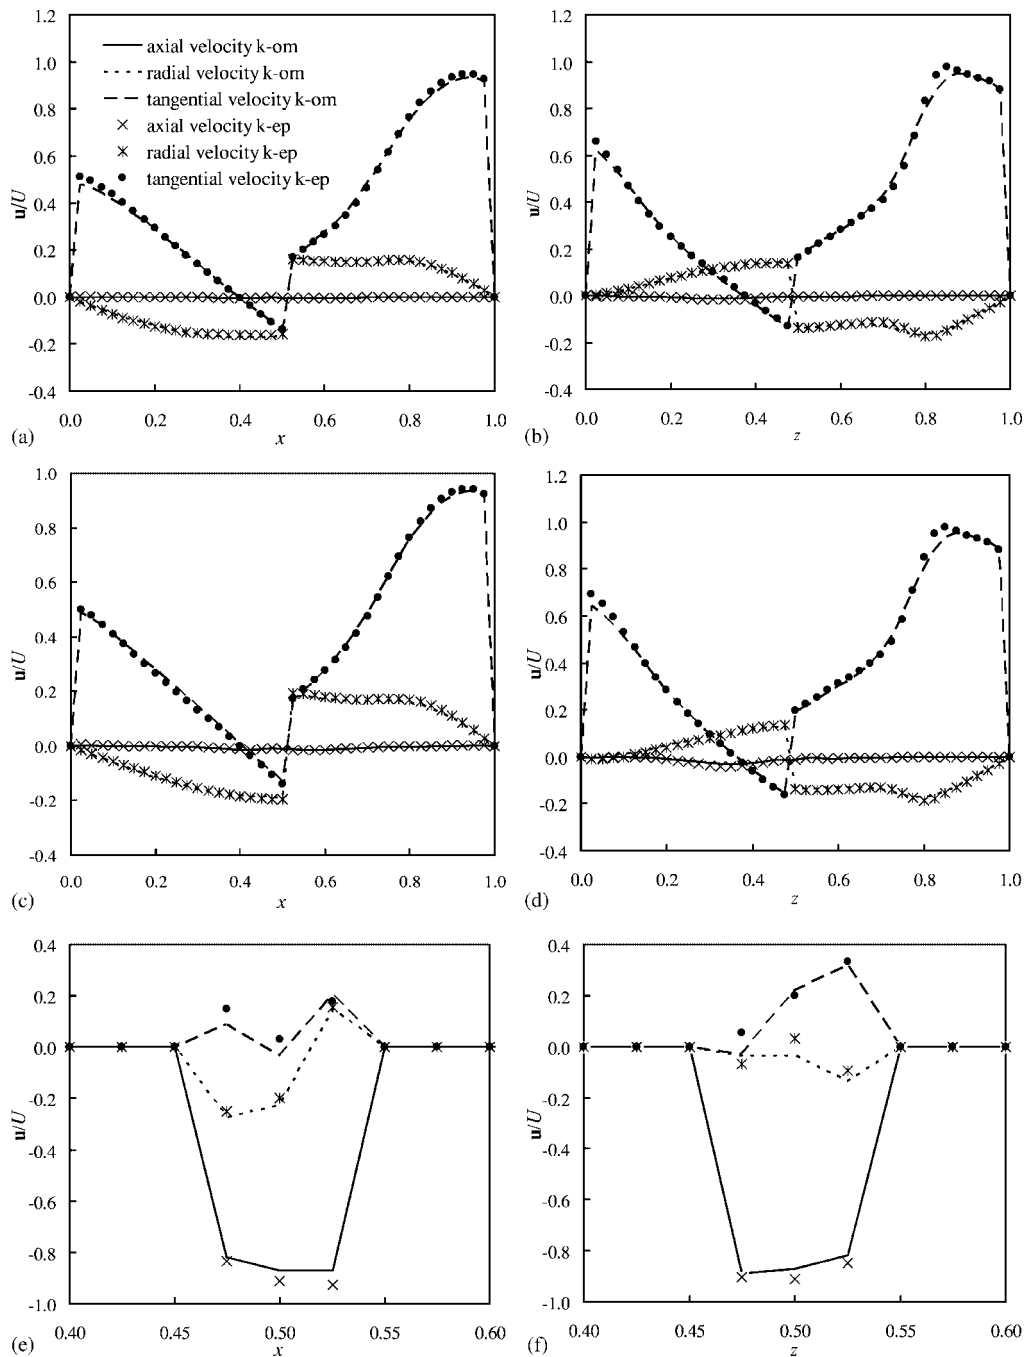 1.2
1.0
0.8
0.6
0.4
0.2
0.0
-0.2
-0.4
u/U
axial velocity k-om
radial velocity k-om
tangential velocity k-om
axial velocity k-ep
radial velocity k-ep
tangential velocity k-ep
0.0 0.2 0.4 0.6 0.8 1.0
(a) x
1.2
1.0
0.8
0.6
0.4
0.2
0.0
-0.2
-0.4
u/U
0.0 0.2 0.4 0.6 0.8 1.0
(b) z
1.0
0.8
0.6
0.4
0.2
0.0
-0.2
-0.4
u/U
0.0 0.2 0.4 0.6 0.8 1.0
(c) x
1.2
1.0
0.8
0.6
0.4
0.2
0.0
-0.2
-0.4
u/U
0.0 0.2 0.4 0.6 0.8 1.0
(d) z
0.4
0.2
0.0
-0.2
-0.4
-0.6
-0.8
-1.0
u/U
0.40 0.45 0.50 0.55 0.60
(e) x
0.4
0.2
0.0
-0.2
-0.4
-0.6
-0.8
-1.0
u/U
0.40 0.45 0.50 0.55 0.60
(f) z